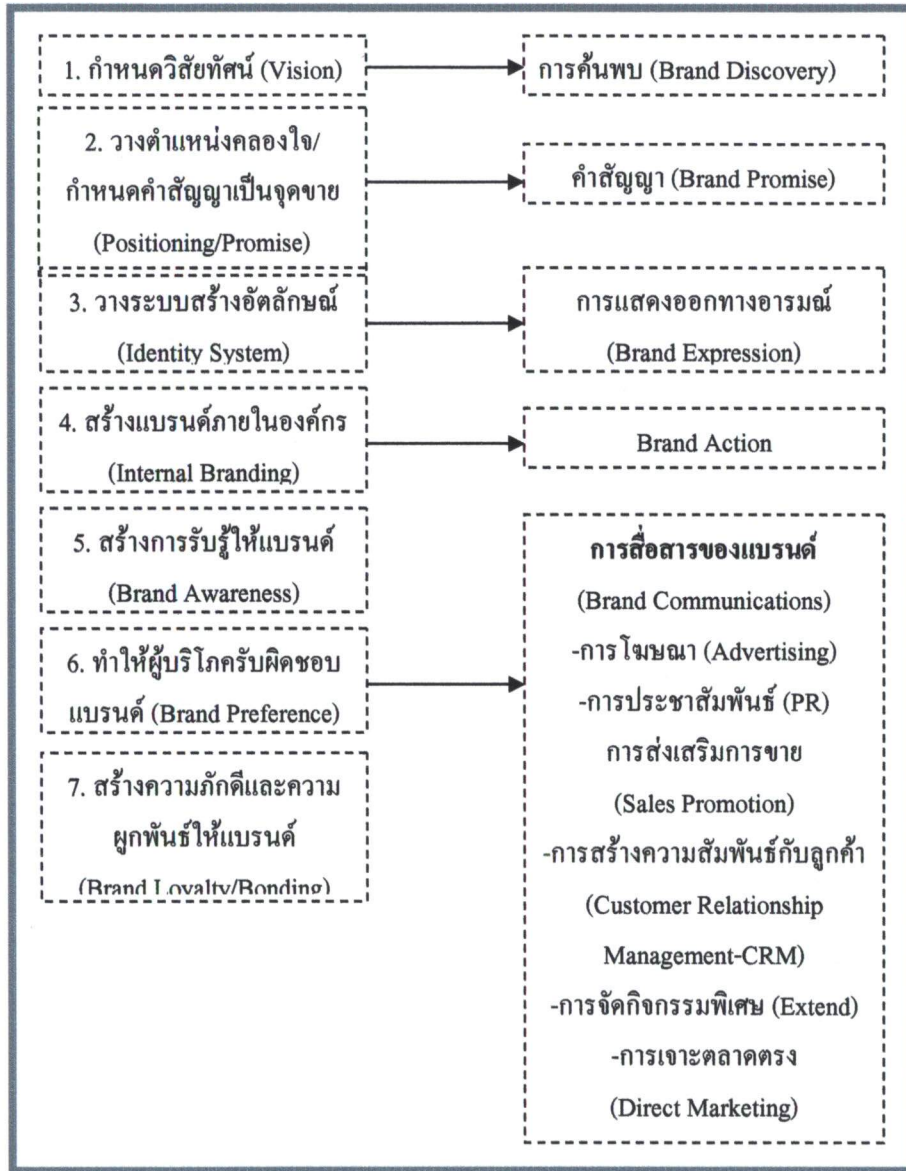 1. กำหนดวิสัยทัศน์ (Vision)
การค้นพบ (Brand Discovery)
2. วางตำแหน่งคลองใจ/
กำหนดคำสัญญาเป็นจุดขาย
(Positioning/Promise)
คำสัญญา (Brand Promise)
3. วางระบบสร้างอัตลักษณ์
(Identity System)
การแสดงออกทางอารมณ์
(Brand Expression)
4. สร้างแบรนด์ภายในองค์กร
(Internal Branding)
Brand Action
5. สร้างการรับรู้ให้แบรนด์
(Brand Awareness)
6. ทำให้ผู้บริโภครับผิดชอบ
แบรนด์ (Brand Preference)
7. สร้างความภักดีและความ
ผูกพันธ์ให้แบรนด์
(Brand Loyalty/Bonding)
การสื่อสารของแบรนด์
(Brand Communications)
-การโฆษณา (Advertising)
-การประชาสัมพันธ์ (PR)
การส่งเสริมการขาย
(Sales Promotion)
-การสร้างความสัมพันธ์กับลูกค้า
(Customer Relationship
Management-CRM)
-การจัดกิจกรรมพิเศษ (Extend)
-การเจาะตลาดตรง
(Direct Marketing)